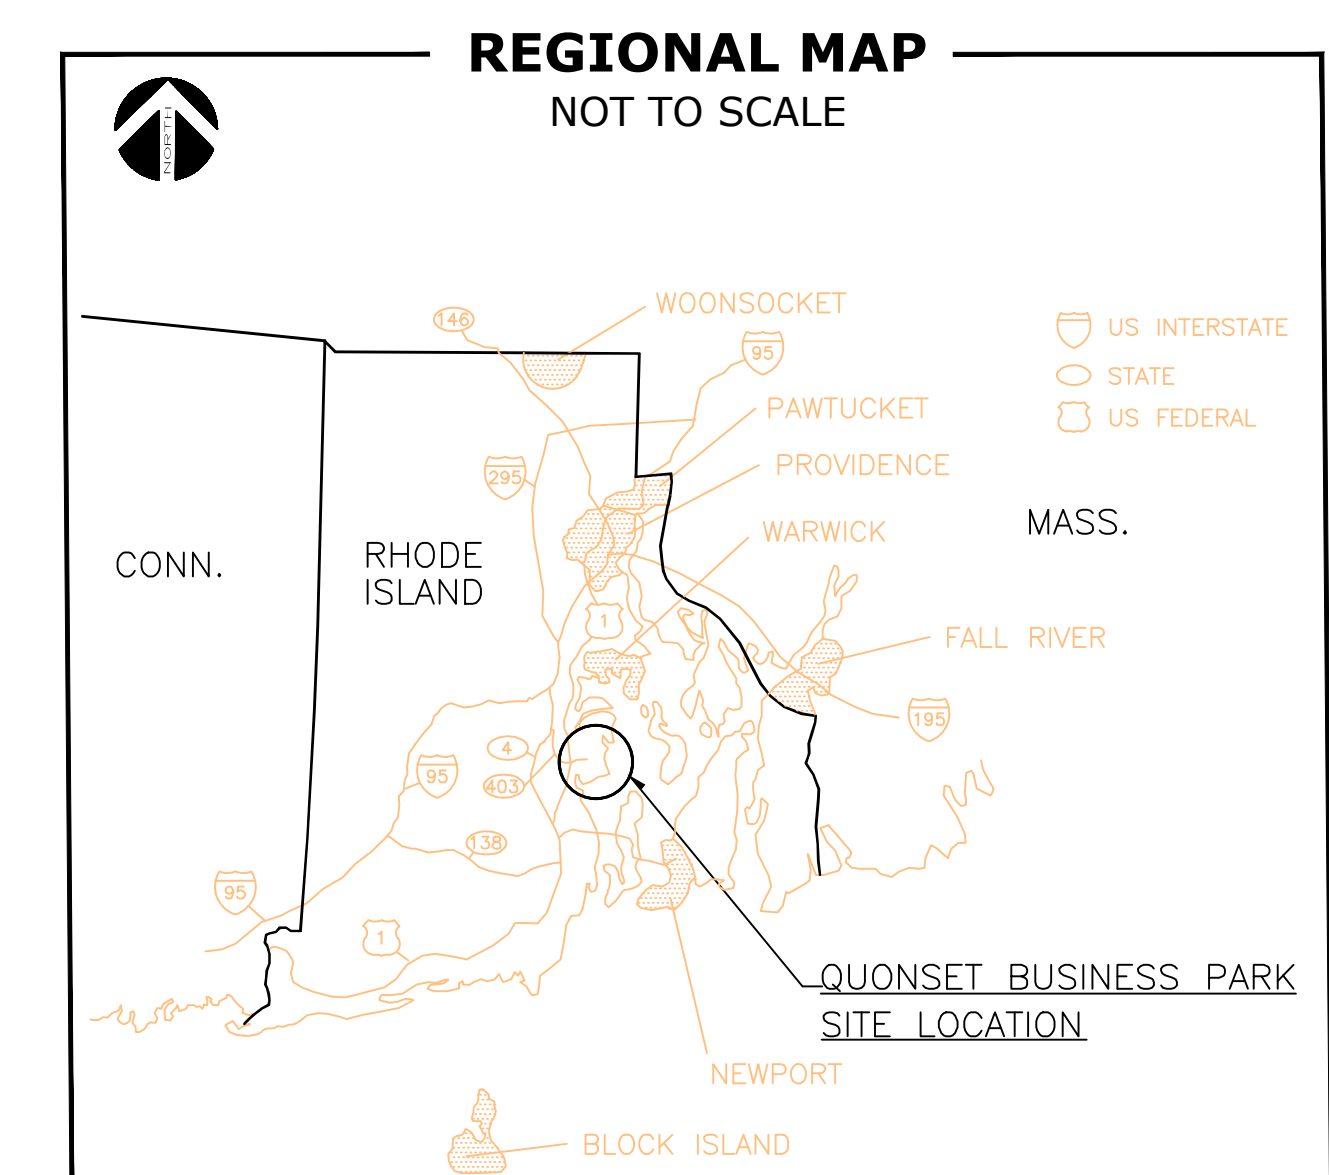 REGIONAL MAP
NOT TO SCALE
NORTH
WOONSOCKET
146
95
US INTERSTATE
STATE
US FEDERAL
PAWTUCKET
PROVIDENCE
295
WARWICK
MASS.
CONN.
RHODE
ISLAND
1
FALL RIVER
195
4
95
403
138
95
1
QUONSET BUSINESS PARK
SITE LOCATION
NEWPORT
BLOCK ISLAND